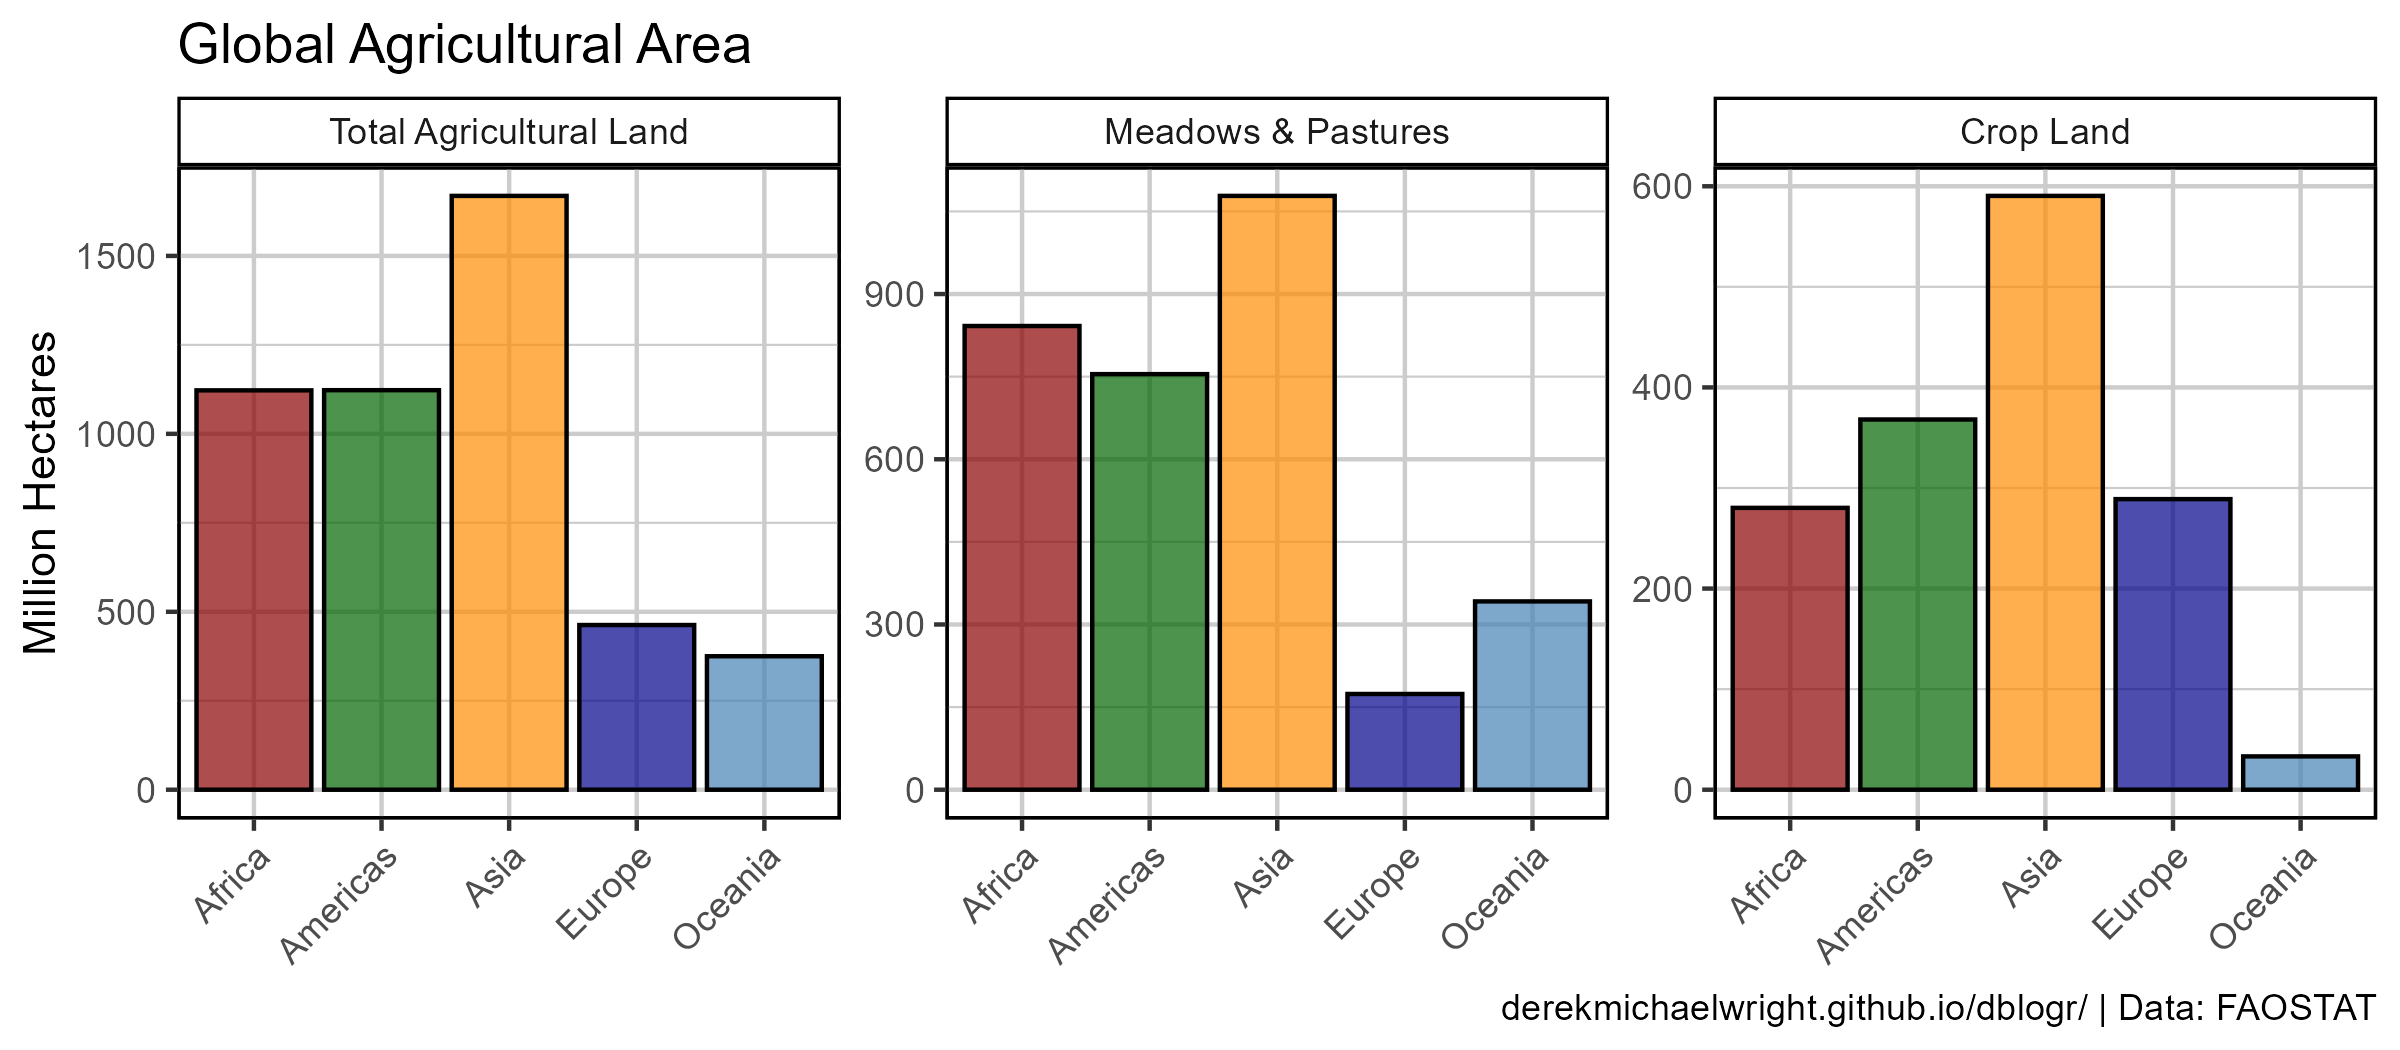 Global Agricultural Area
Total Agricultural Land
Meadows & Pastures
Crop Land
Million Hectares
1500
1000
500
0
900
600
300
0
600
400
200
0
Africa
Americas
Asia
Europe
Oceania
Africa
Americas
Asia
Europe
Oceania
Africa
Americas
Asia
Europe
Oceania
derekmichaelwright.github.io/dblogr/ | Data: FAOSTAT